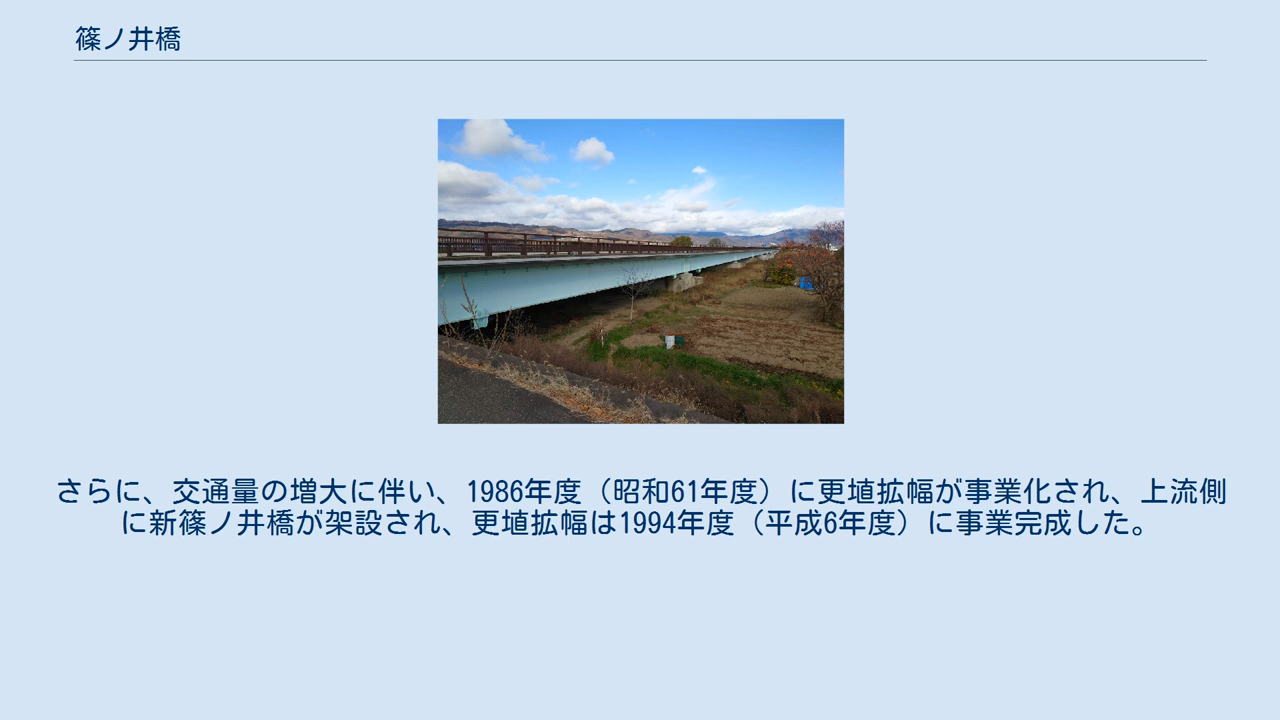 篠ノ井橋
さらに、交通量の増大に伴い、1986年度（昭和61年度）に更埴拡幅が事業化され、上流側
に新篠ノ井橋が架設され、更埴拡幅は1994年度（平成6年度）に事業完成した。